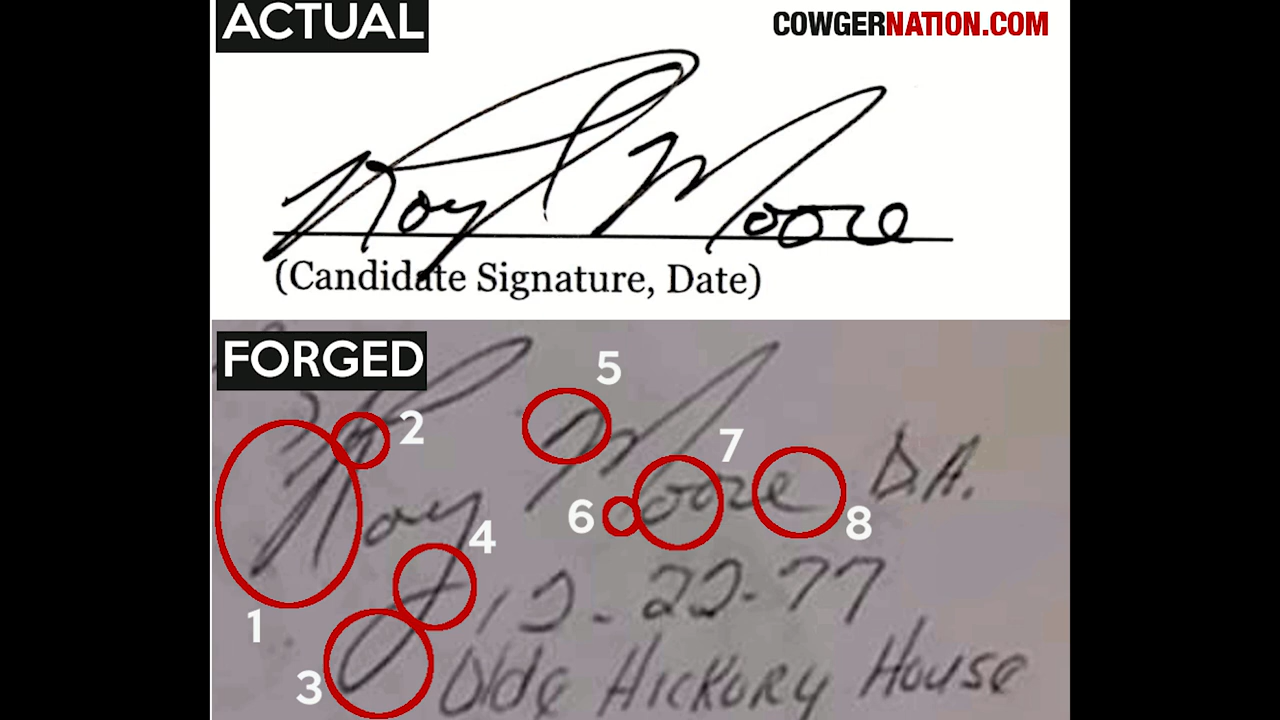 ACTUAL
COWGERNATION.COM
Roy Moore
(Candidate Signature, Date)
FORGED
5
2
7
Roy Moore D.A.
4
6
8
12-22-77
1
3
Olde Hickory House